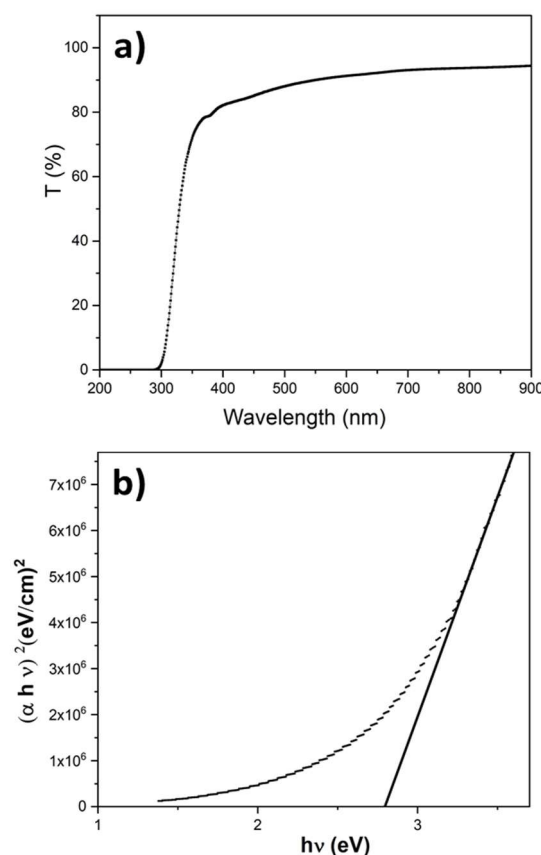 a)
100
80
60
40
20
0
T (%)
200 300 400 500 600 700 800 900
Wavelength (nm)
b)
7x10⁶
6x10⁶
5x10⁶
4x10⁶
3x10⁶
2x10⁶
1x10⁶
0
(α h ν) ²(eV/cm)²
1 2 3
hν (eV)